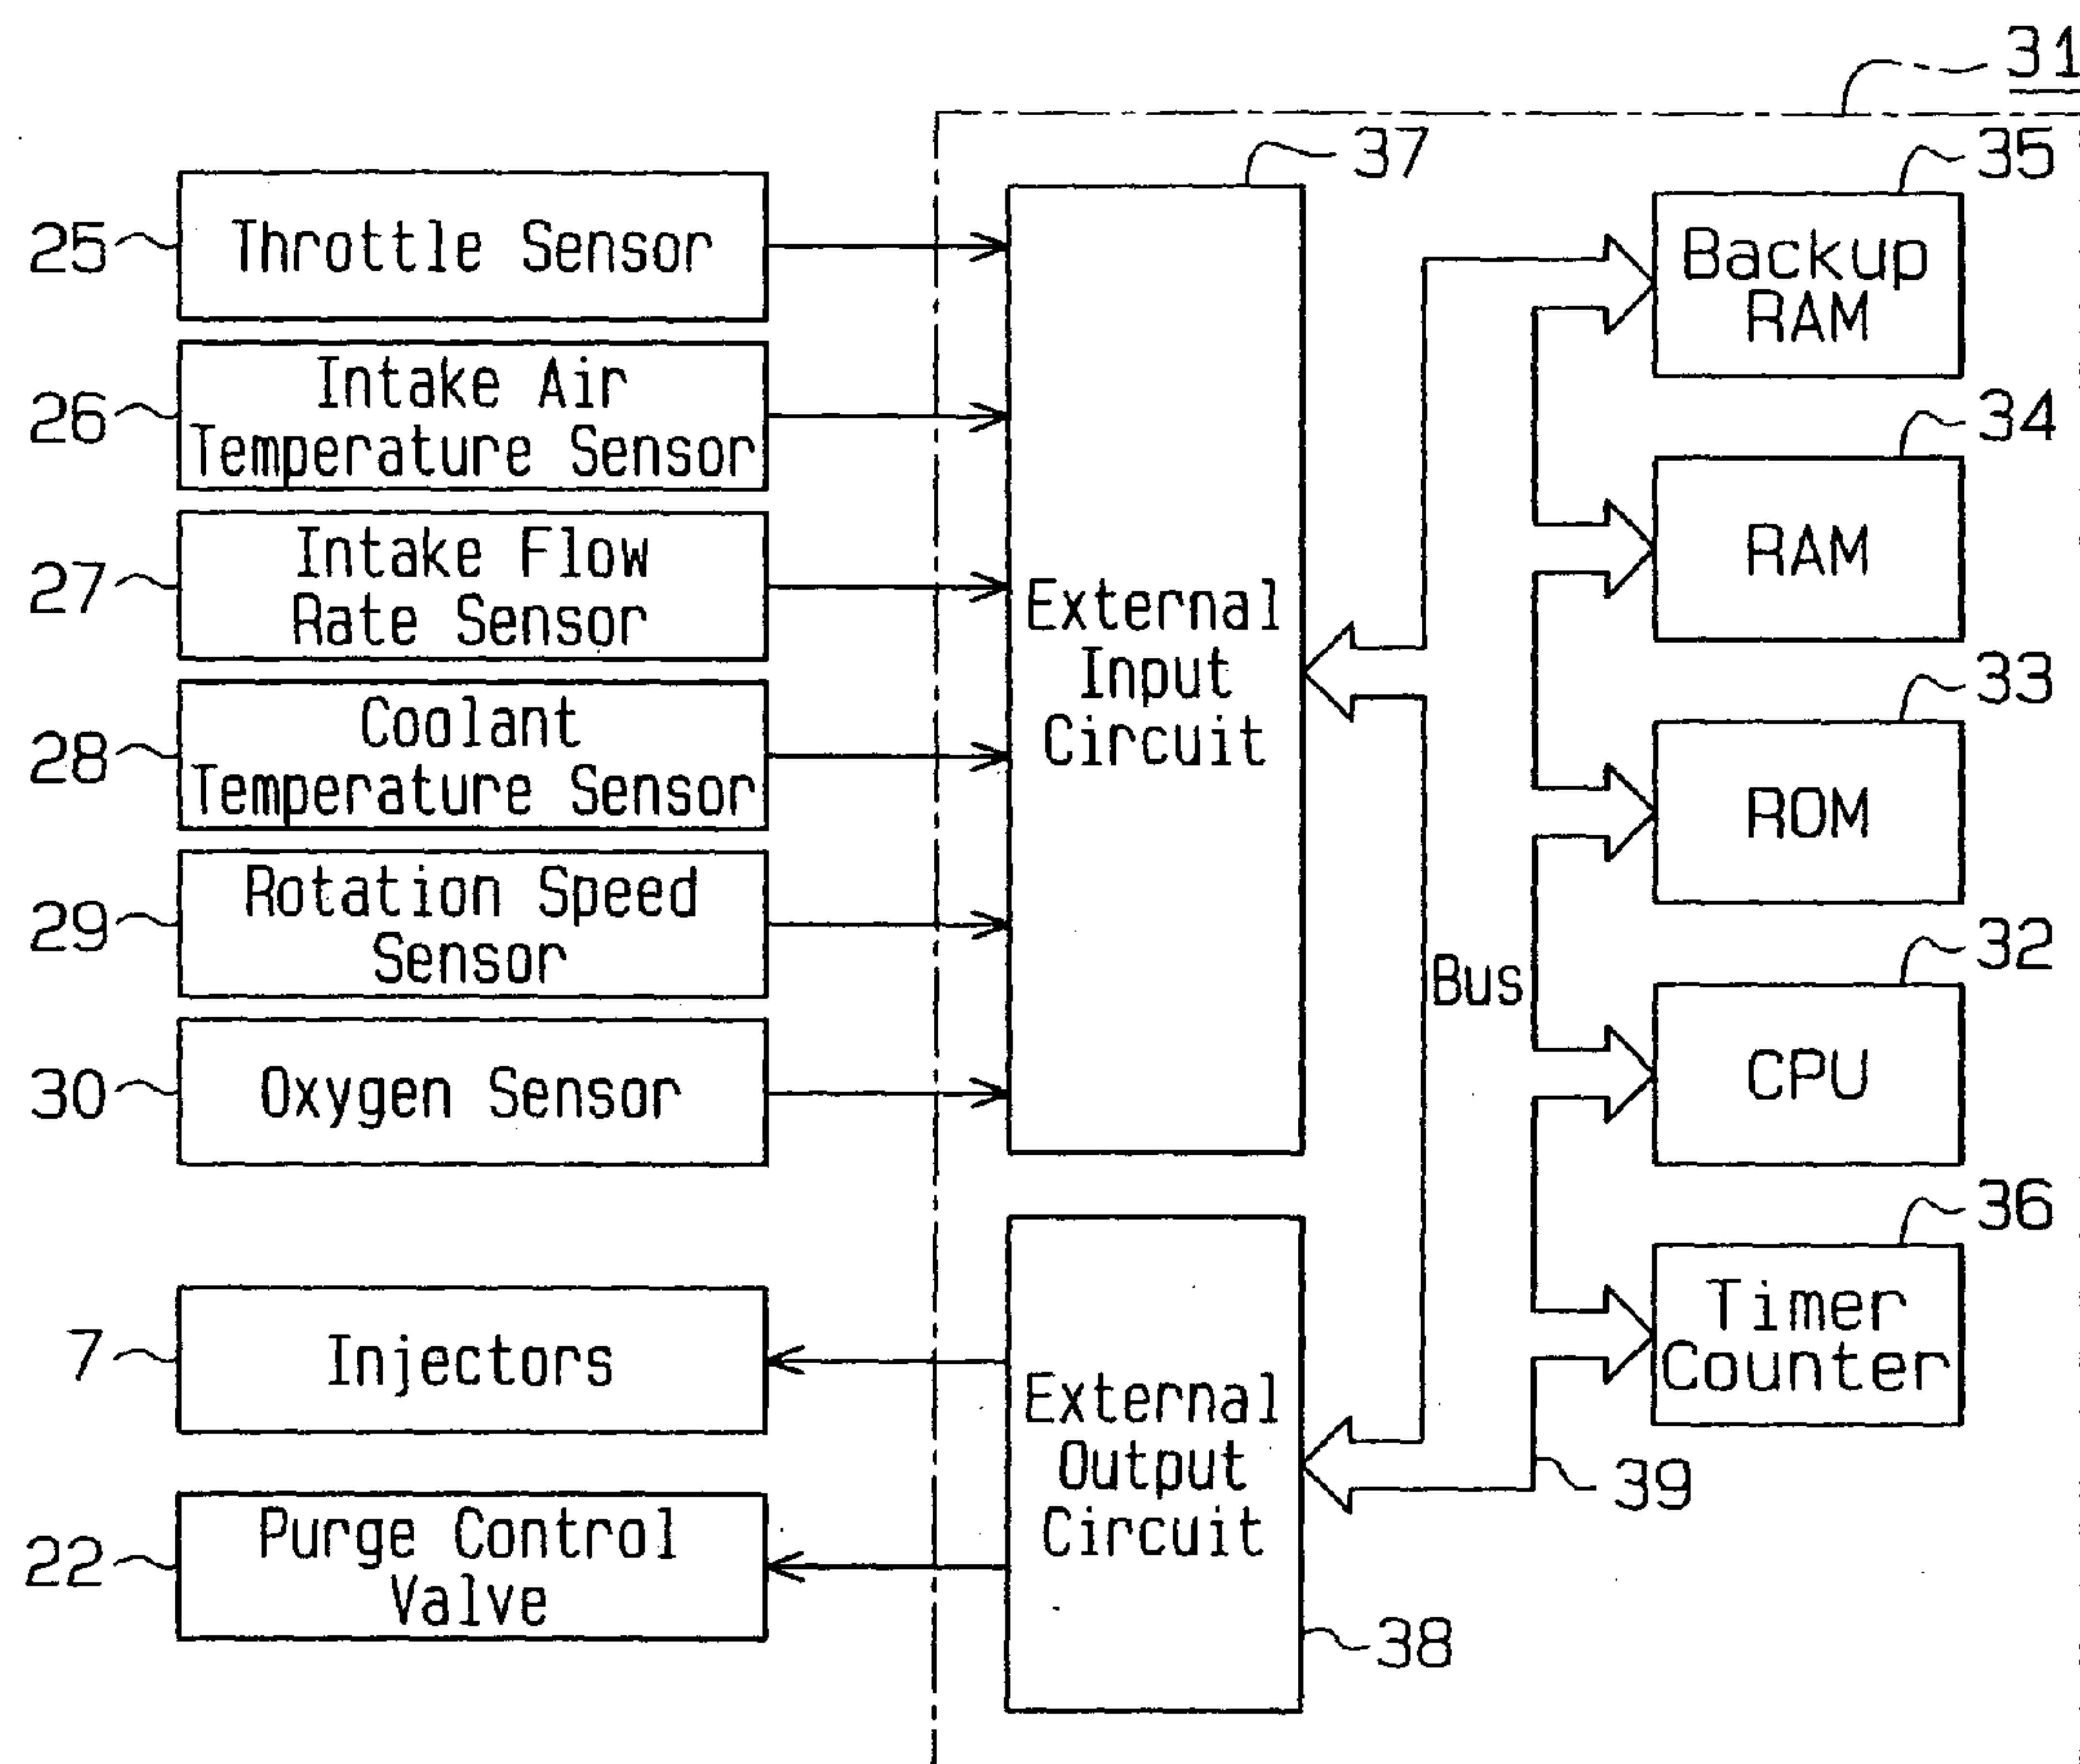 31
37
35
25
Throttle Sensor
Backup
RAM
26
Intake Air
Temperature Sensor
34
RAM
27
Intake Flow
Rate Sensor
External
Input
Circuit
33
ROM
28
Coolant
Temperature Sensor
29
Rotation Speed
Sensor
Bus
32
CPU
30
Oxygen Sensor
36
Timer
Counter
7
Injectors
External
Output
Circuit
39
22
Purge Control
Valve
38